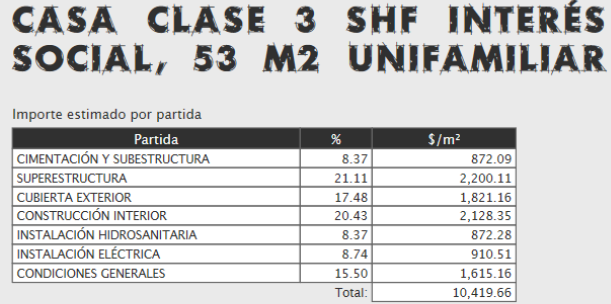 CASA CLASE 3 SHF INTERÉS
SOCIAL, 53 M2 UNIFAMILIAR
Importe estimado por partida
Partida % $/m²
CIMENTACIÓN Y SUBESTRUCTURA 8.37 872.09
SUPERESTRUCTURA 21.11 2,200.11
CUBIERTA EXTERIOR 17.48 1,821.16
CONSTRUCCIÓN INTERIOR 20.43 2,128.35
INSTALACIÓN HIDROSANITARIA 8.37 872.28
INSTALACIÓN ELÉCTRICA 8.74 910.51
CONDICIONES GENERALES 15.50 1,615.16
Total: 10,419.66